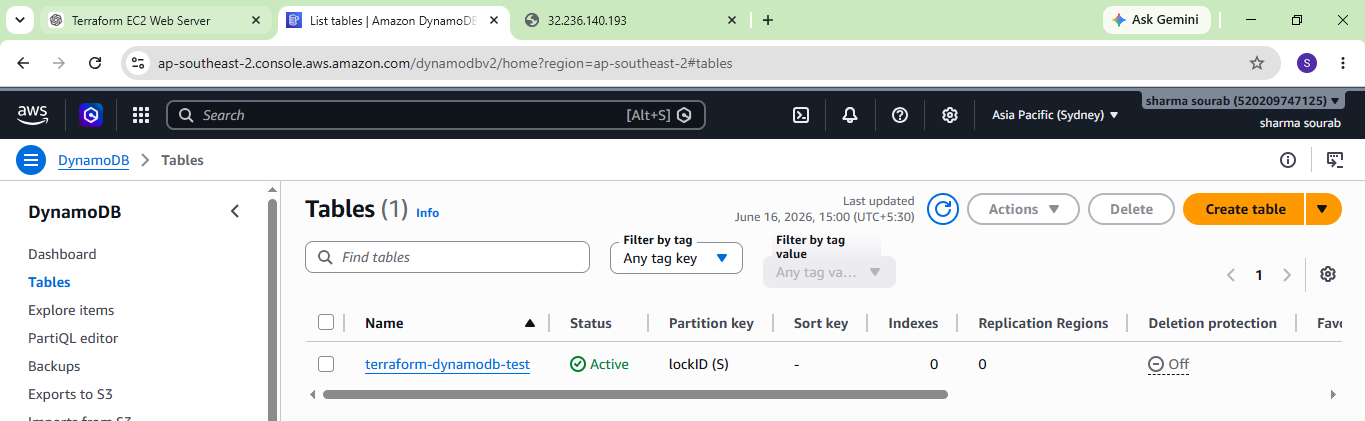 Terraform EC2 Web Server
List tables | Amazon DynamoDB
32.236.140.193
Ask Gemini
ap-southeast-2.console.aws.amazon.com/dynamodbv2/home?region=ap-southeast-2#tables
S
aws
Search
[Alt+S]
Asia Pacific (Sydney)
sharma sourab (520209747125)
sharma sourab
DynamoDB
Tables
DynamoDB
Dashboard
Tables
Explore items
PartiQL editor
Backups
Exports to S3
Imports from S3
Tables (1) Info
Last updated
June 16, 2026, 15:00 (UTC+5:30)
Actions
Delete
Create table
Find tables
Filter by tag
Any tag key
Filter by tag
value
Any tag va...
1
Name Status Partition key Sort key Indexes Replication Regions Deletion protection Favo
terraform-dynamodb-test Active lockID (S) - 0 0 Off